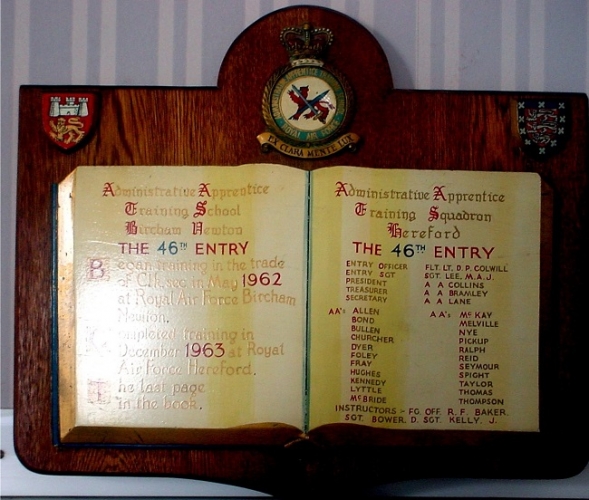 EX CLARA MENTE LUX
Administrative Apprentice
Training School
Bircham Newton
THE 46TH ENTRY
Began training in the trade
of Clk. sec in May 1962
at Royal Air Force Bircham
Newton.
Completed training in
December 1963 at Royal
Air Force Hereford.
The last page
in the book.
Administrative Apprentice
Training Squadron
Hereford
THE 46TH ENTRY
ENTRY OFFICER FLT. LT. D. P. COLWILL
ENTRY SGT SGT. LEE, M.A.J.
PRESIDENT A A COLLINS
TREASURER A A BRAMLEY
SECRETARY A A LANE
AA's ALLEN AA's McKAY
BOND MELVILLE
BULLEN NYE
CHURCHER PICKUP
DYER RALPH
FOLEY REID
FRAY SEYMOUR
HUGHES SPIGHT
KENNEDY TAYLOR
LYTTLE THOMAS
McBRIDE THOMPSON
INSTRUCTORS - FG. OFF. R. F. BAKER.
SGT. BOWER, D. SGT. KELLY, J.